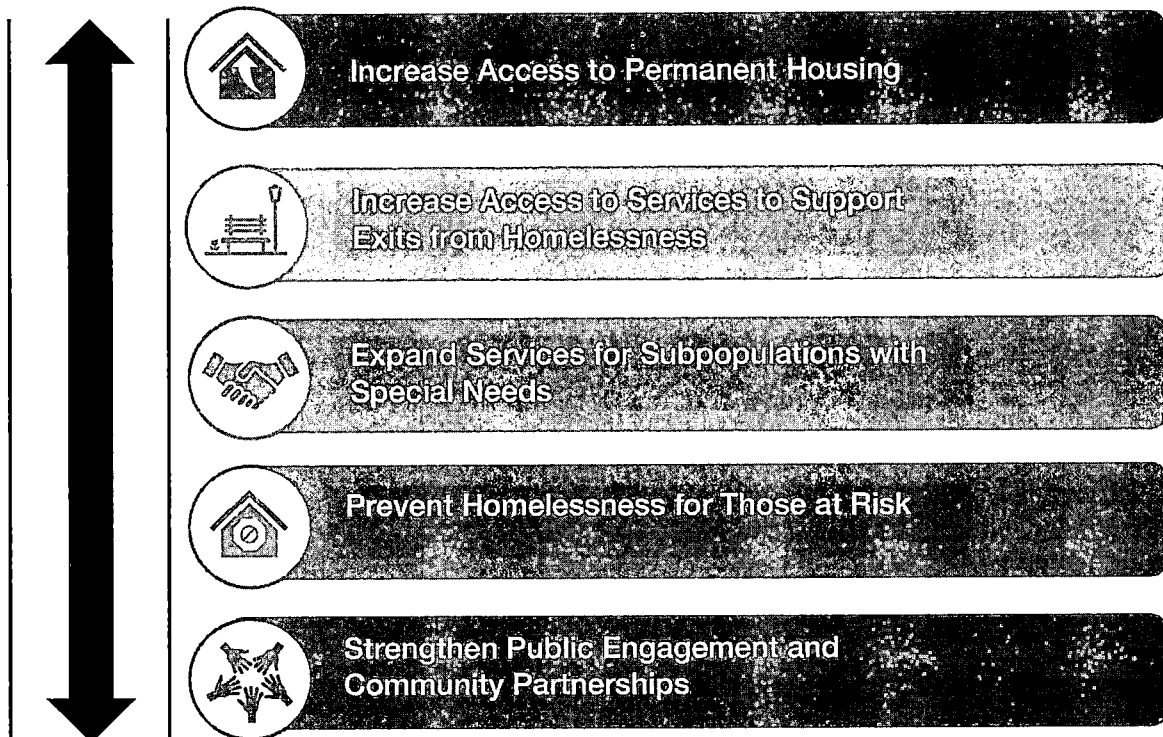 Increase Access to Permanent Housing
Increase Access to Services to Support
Exits from Homelessness
Expand Services for Subpopulations with
Special Needs
Prevent Homelessness for Those at Risk
Strengthen Public Engagement and
Community Partnerships